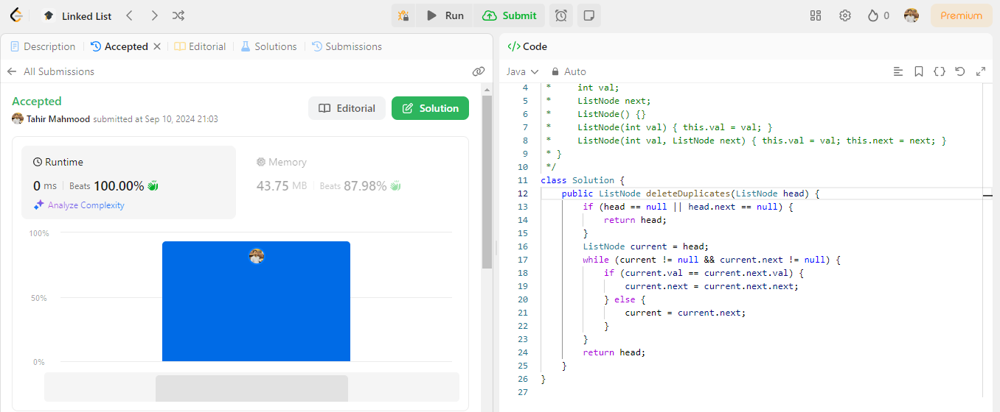 Linked List Run Submit 0 Premium
Description Accepted Editorial Solutions Submissions
All Submissions
Accepted
Tahir Mahmood submitted at Sep 10, 2024 21:03
Editorial Solution
Runtime
0 ms Beats 100.00%
Analyze Complexity
Memory
43.75 MB Beats 87.98%
100%
50%
0%
</> Code
Java Auto
4 *     int val;
5 *     ListNode next;
6 *     ListNode() {}
7 *     ListNode(int val) { this.val = val; }
8 *     ListNode(int val, ListNode next) { this.val = val; this.next = next; }
9 * }
10 */
11 class Solution {
12     public ListNode deleteDuplicates(ListNode head) {
13         if (head == null || head.next == null) {
14             return head;
15         }
16         ListNode current = head;
17         while (current != null && current.next != null) {
18             if (current.val == current.next.val) {
19                 current.next = current.next.next;
20             } else {
21                 current = current.next;
22             }
23         }
24         return head;
25     }
26 }
27